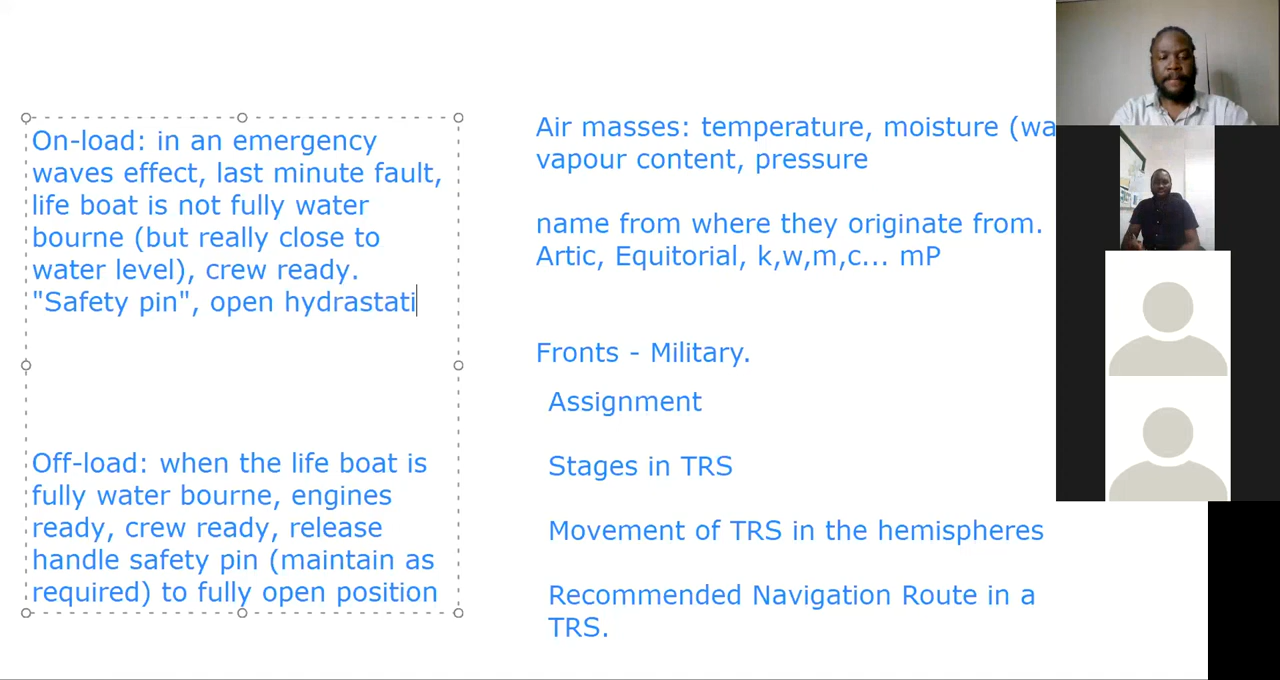 On-load: in an emergency
waves effect, last minute fault,
life boat is not fully water
bourne (but really close to
water level), crew ready.
"Safety pin", open hydrastati
Off-load: when the life boat is
fully water bourne, engines
ready, crew ready, release
handle safety pin (maintain as
required) to fully open position
Air masses: temperature, moisture (wa
vapour content, pressure
name from where they originate from.
Artic, Equitorial, k,w,m,c... mP
Fronts - Military.
Assignment
Stages in TRS
Movement of TRS in the hemispheres
Recommended Navigation Route in a
TRS.